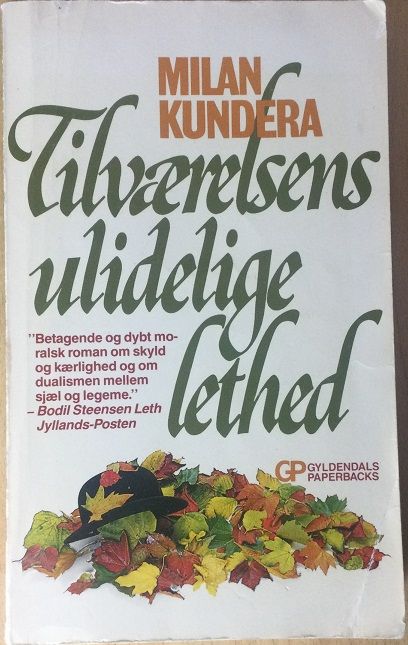 MILAN
KUNDERA
Tilværelsens
ulidelige
lethed
"Betagende og dybt mo-
ralsk roman om skyld
og kærlighed og om
dualismen mellem
sjæl og legeme."
– Bodil Steensen Leth
Jyllands-Posten
GP GYLDENDALS
PAPERBACKS